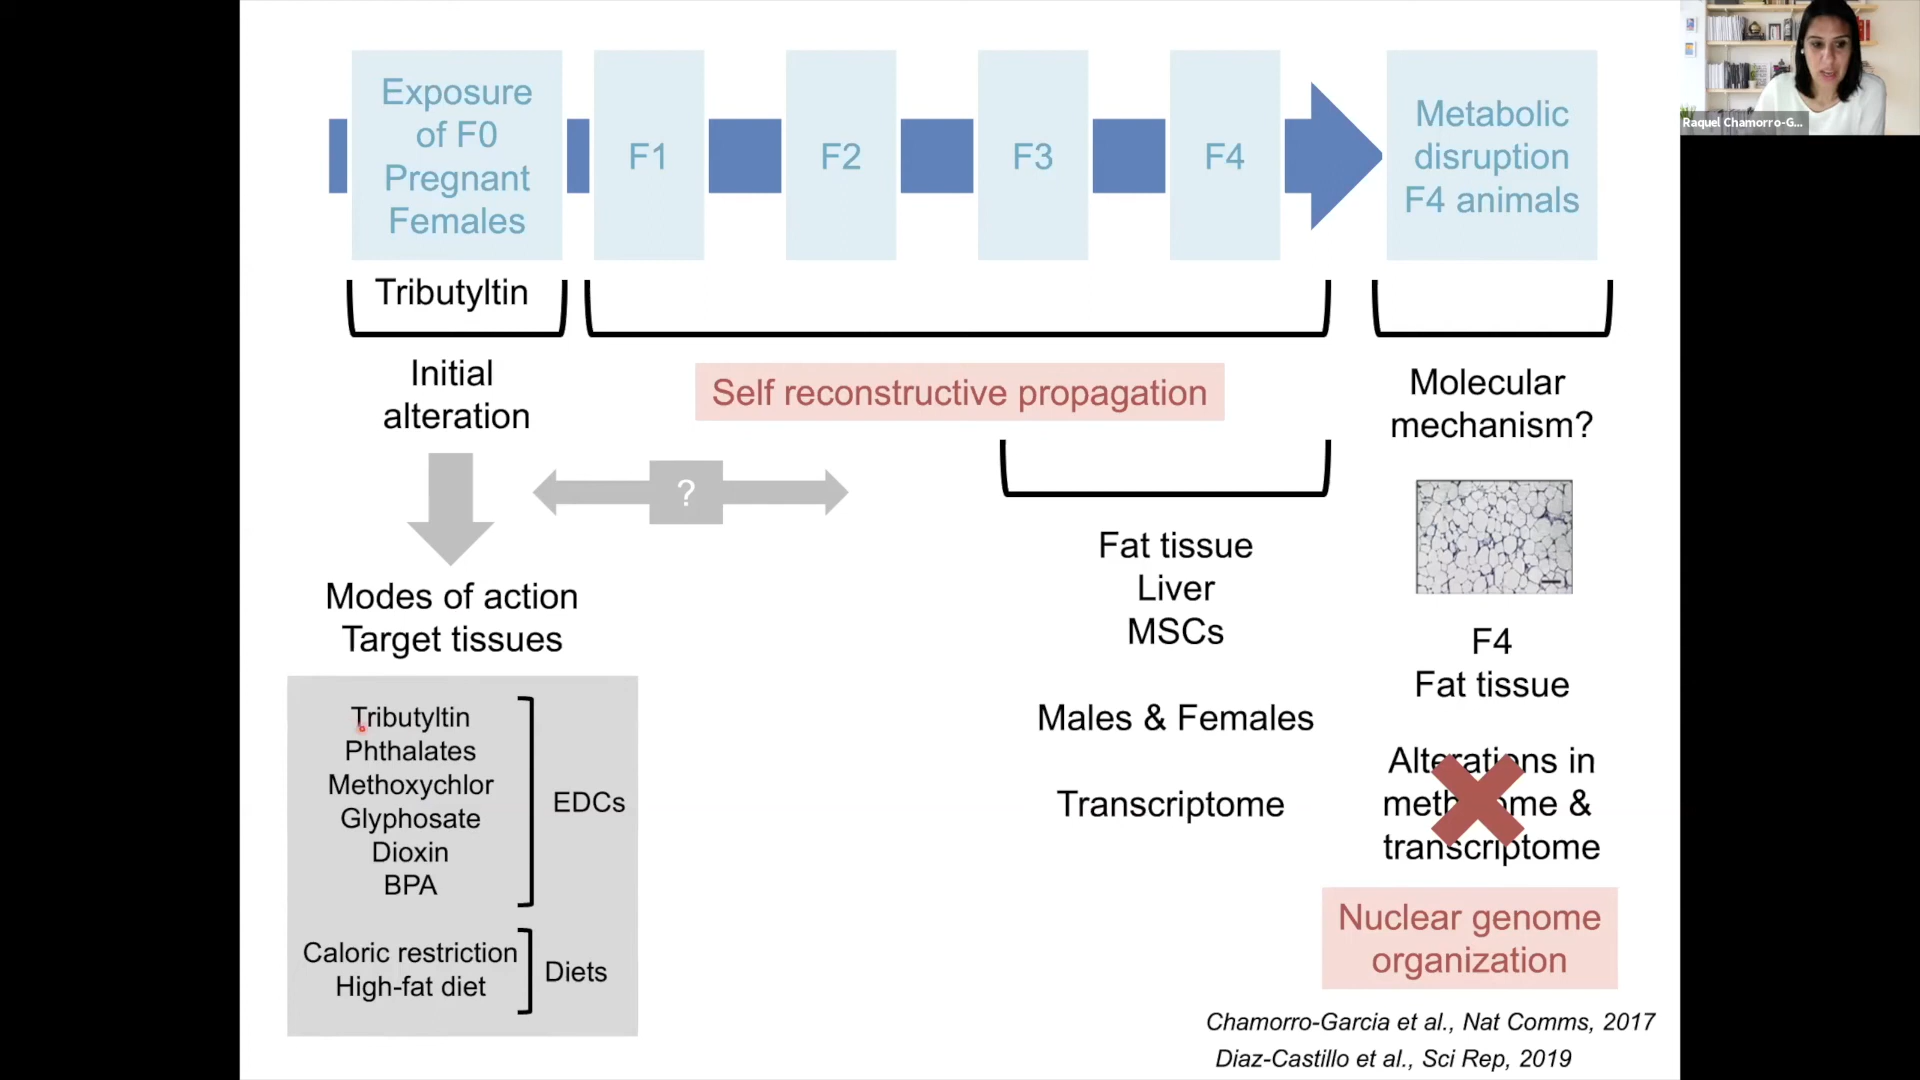 Exposure
of F0
Pregnant
Females
F1
F2
F3
F4
Metabolic
disruption
F4 animals
Raquel Chamorro-G...
Tributyltin
Initial
alteration
Self reconstructive propagation
Molecular
mechanism?
?
Modes of action
Target tissues
Fat tissue
Liver
MSCs
Males & Females
Transcriptome
F4
Fat tissue
Alterations in
methylome &
transcriptome
Tributyltin
Phthalates
Methoxychlor
Glyphosate
Dioxin
BPA
EDCs
Caloric restriction
High-fat diet
Diets
Nuclear genome
organization
Chamorro-Garcia et al., Nat Comms, 2017
Diaz-Castillo et al., Sci Rep, 2019